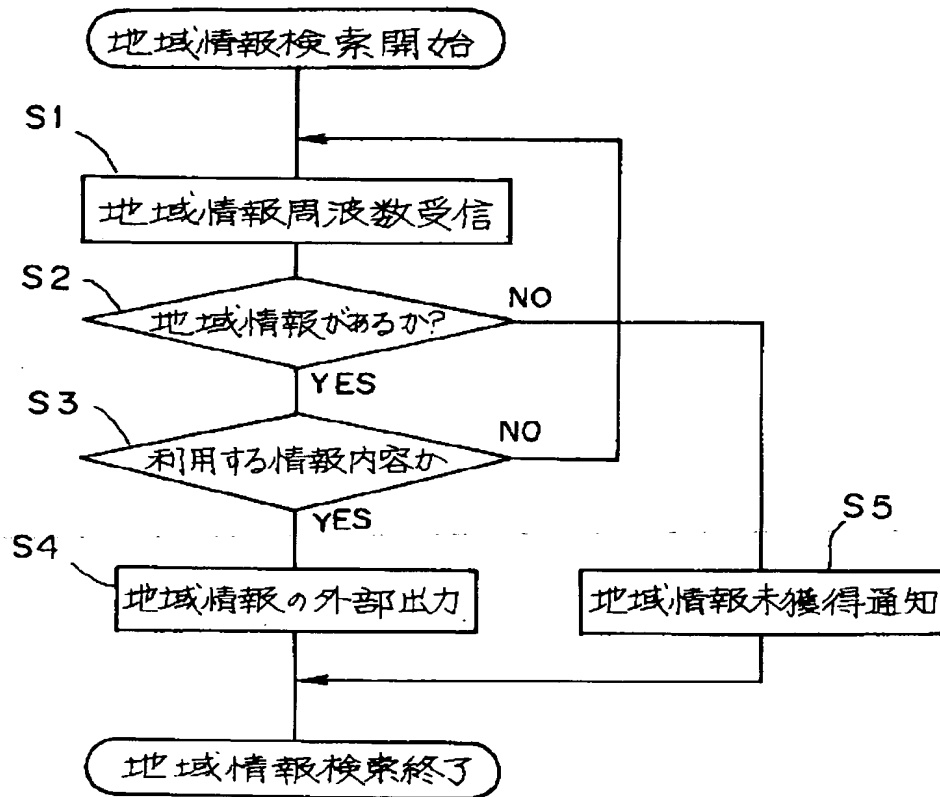 地域情報検索開始
S1
地域情報周波数受信
S2
地域情報があるか?
NO
YES
S3
利用する情報内容か
NO
YES
S4
地域情報の外部出力
S5
地域情報未獲得通知
地域情報検索終了